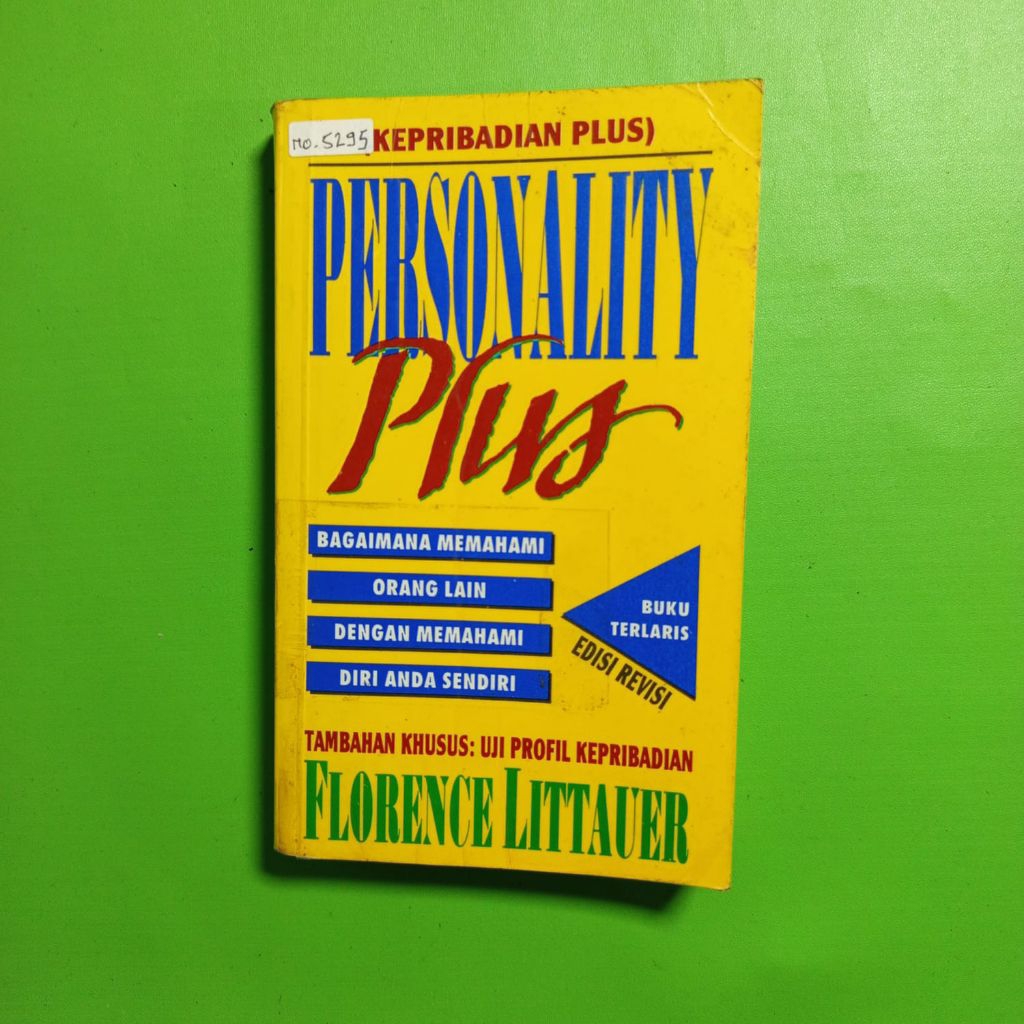 no. 5295
KEPRIBADIAN PLUS)
PERSONALITY
Plus
BAGAIMANA MEMAHAMI
ORANG LAIN
DENGAN MEMAHAMI
DIRI ANDA SENDIRI
BUKU
TERLARIS
EDISI REVISI
TAMBAHAN KHUSUS: UJI PROFIL KEPRIBADIAN
FLORENCE LITTAUER